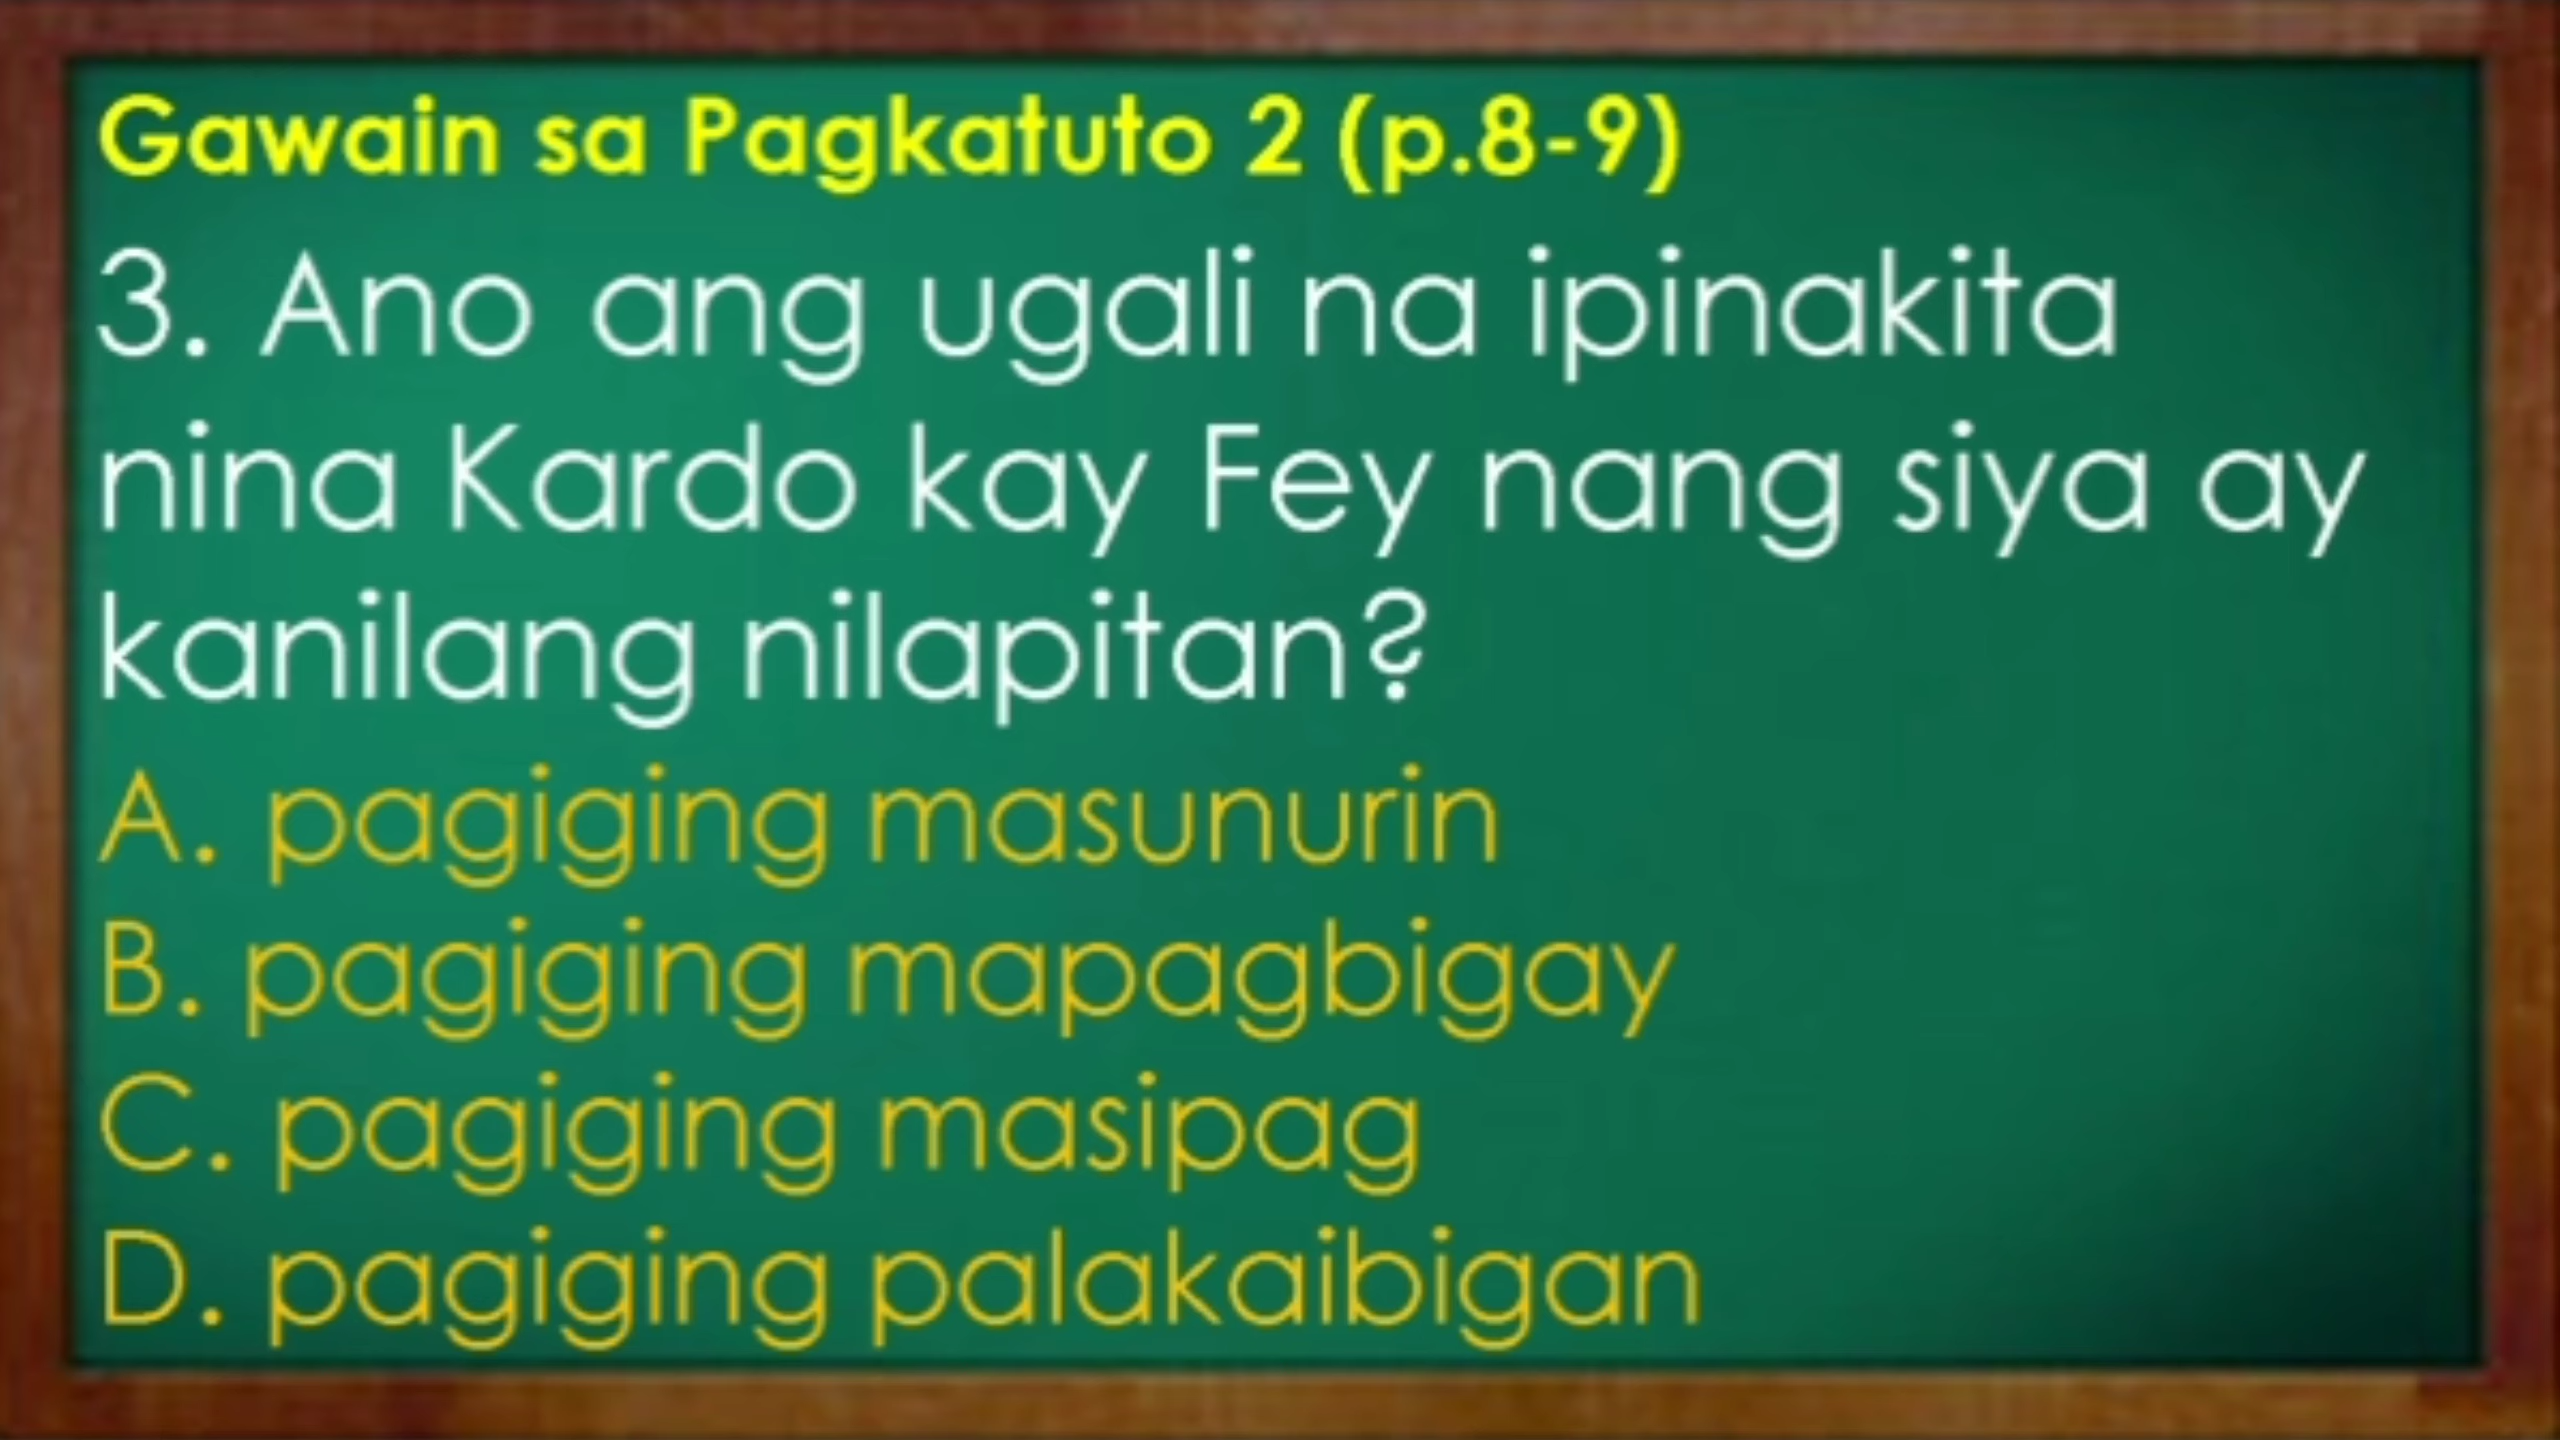 Gawain sa Pagkatuto 2 (p.8-9)
3. Ano ang ugali na ipinakita
nina Kardo kay Fey nang siya ay
kanilang nilapitan?
A. pagiging masunurin
B. pagiging mapagbigay
C. pagiging masipag
D. pagiging palakaibigan